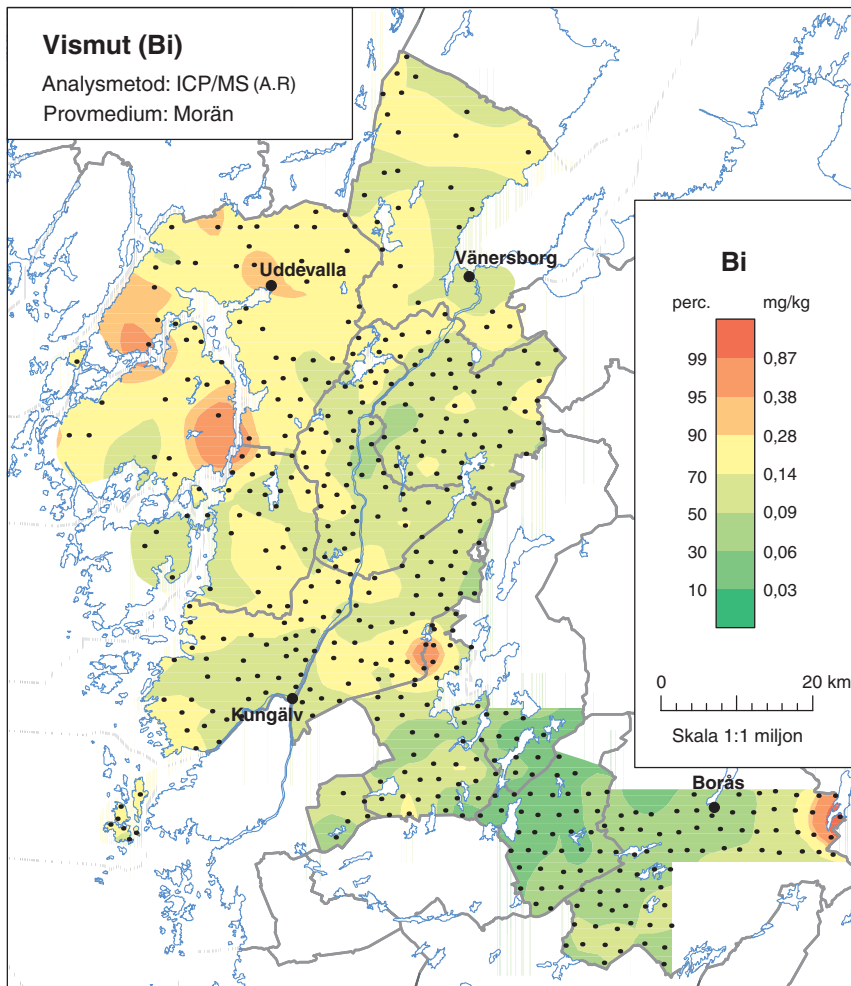 Vismut (Bi)
Analysmetod: ICP/MS (A.R)
Provmedium: Morän
Uddevalla
Vänersborg
Kungälv
Borås
Bi
perc. mg/kg
99 0,87
95 0,38
90 0,28
70 0,14
50 0,09
30 0,06
10 0,03
0 20 km
Skala 1:1 miljon